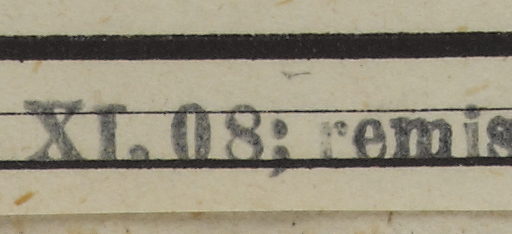 XI. 08; remis